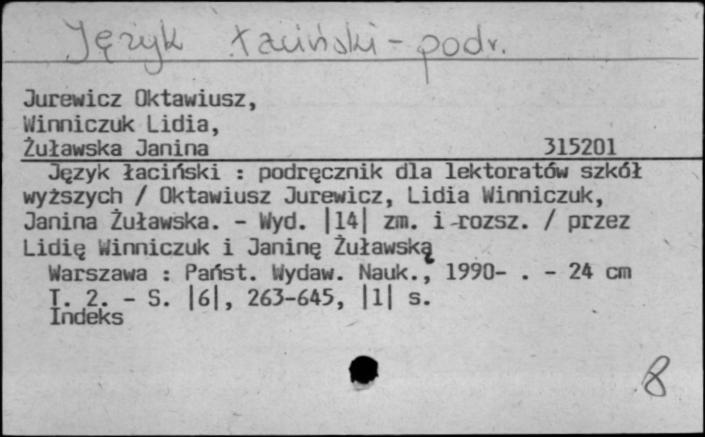 Język łaciński - podr.
Jurewicz Oktawiusz,
Winniczuk Lidia,
Żuławska Janina 315201
Język łaciński : podręcznik dla lektoratów szkół
wyższych / Oktawiusz Jurewicz, Lidia Winniczuk,
Janina Żuławska. - Wyd. |14| zm. i rozsz. / przez
Lidię Winniczuk i Janinę Żuławską
Warszawa : Państ. Wydaw. Nauk., 1990- . - 24 cm
T. 2. - S. |6|, 263-645, |1| s.
Indeks
8